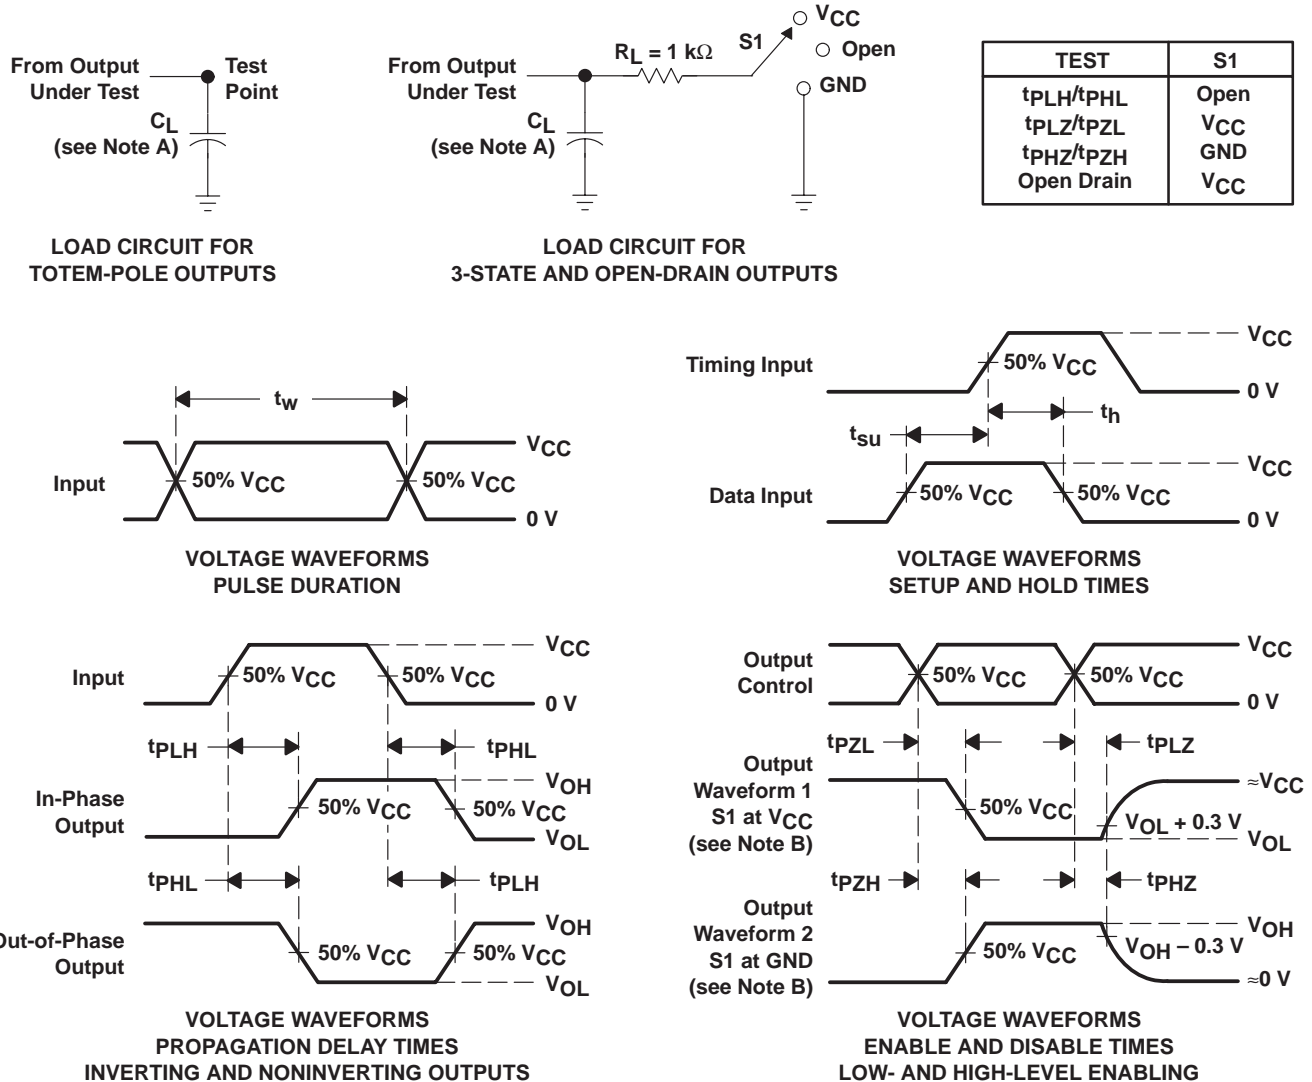 From Output
Under Test
Test
Point
CL
(see Note A)
LOAD CIRCUIT FOR
TOTEM-POLE OUTPUTS
From Output
Under Test
RL = 1 kΩ
S1
VCC
Open
GND
CL
(see Note A)
LOAD CIRCUIT FOR
3-STATE AND OPEN-DRAIN OUTPUTS
TEST S1
tPLH/tPHL Open
tPLZ/tPZL VCC
tPHZ/tPZH GND
Open Drain VCC
tw
Input
50% VCC
50% VCC
VCC
0 V
VOLTAGE WAVEFORMS
PULSE DURATION
Timing Input
50% VCC
VCC
0 V
tsu
th
Data Input
50% VCC
50% VCC
VCC
0 V
VOLTAGE WAVEFORMS
SETUP AND HOLD TIMES
Input
50% VCC
50% VCC
VCC
0 V
tPLH
tPHL
In-Phase
Output
50% VCC
50% VCC
VOH
VOL
tPHL
tPLH
Out-of-Phase
Output
50% VCC
50% VCC
VOH
VOL
VOLTAGE WAVEFORMS
PROPAGATION DELAY TIMES
INVERTING AND NONINVERTING OUTPUTS
Output
Control
50% VCC
50% VCC
VCC
0 V
tPZL
tPLZ
Output
Waveform 1
S1 at VCC
(see Note B)
50% VCC
≈VCC
VOL + 0.3 V
VOL
tPZH
tPHZ
Output
Waveform 2
S1 at GND
(see Note B)
50% VCC
VOH
VOH − 0.3 V
≈0 V
VOLTAGE WAVEFORMS
ENABLE AND DISABLE TIMES
LOW- AND HIGH-LEVEL ENABLING